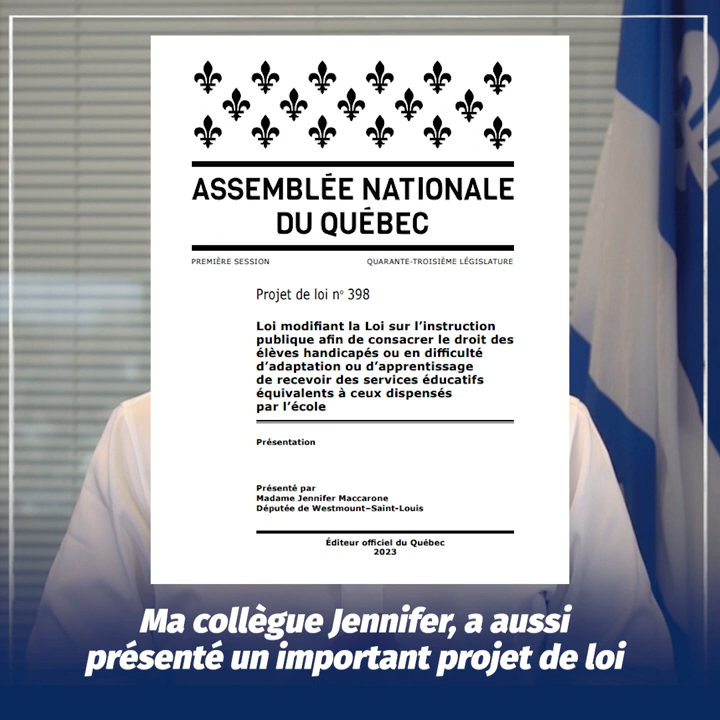 ASSEMBLÉE NATIONALE
DU QUÉBEC
PREMIÈRE SESSION QUARANTE-TROISIÈME LÉGISLATURE
Projet de loi nº 398
Loi modifiant la Loi sur l’instruction
publique afin de consacrer le droit des
élèves handicapés ou en difficulté
d’adaptation ou d’apprentissage
de recevoir des services éducatifs
équivalents à ceux dispensés
par l’école
Présentation
Présenté par
Madame Jennifer Maccarone
Députée de Westmount–Saint-Louis
Éditeur officiel du Québec
2023
Ma collègue Jennifer, a aussi
présenté un important projet de loi